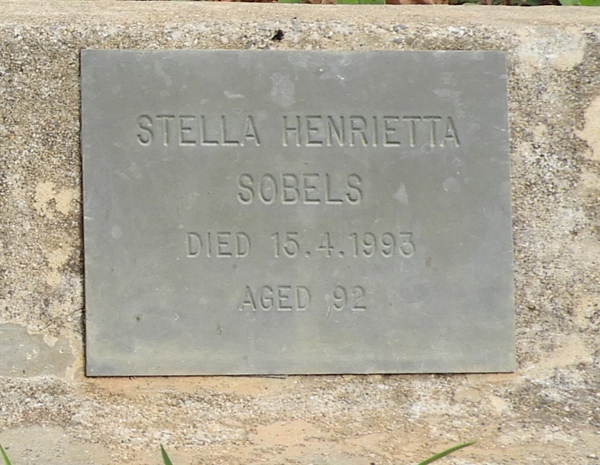 STELLA HENRIETTA
SOBELS
DIED 15.4.1993
AGED 92